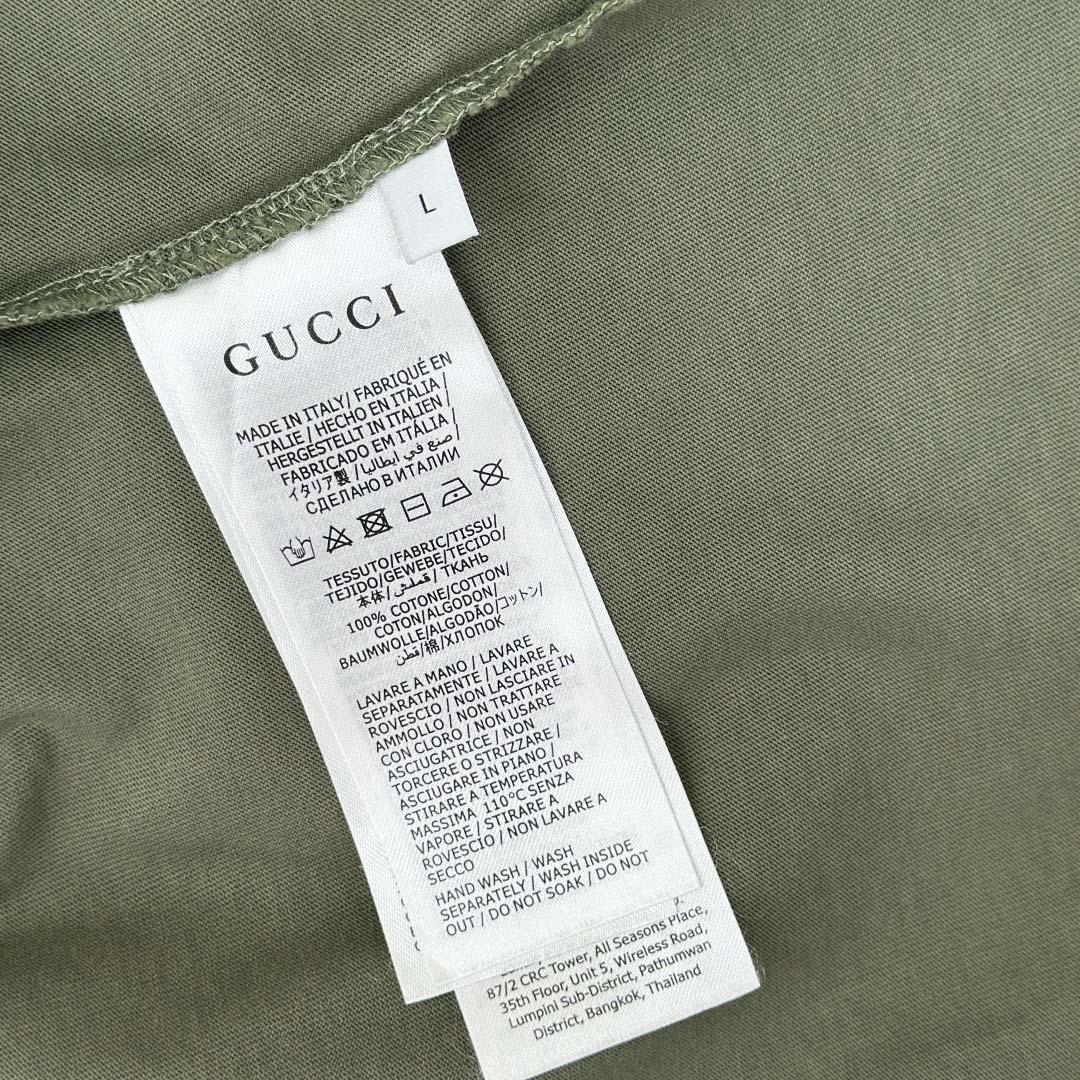 L
GUCCI
MADE IN ITALY/ FABRIQUÉ EN
ITALIE / HECHO EN ITALIA /
HERGESTELLT IN ITALIEN /
FABRICADO EM ITÁLIA /
イタリア製 / صنع في ايطاليا /
СДЕЛАНО В ИТАЛИИ
TESSUTO/FABRIC/TISSU/
TEJIDO/GEWEBE/TECIDO/
本体/قملش/ ТКАНЬ
100% COTONE/COTTON/
COTON/ALGODON/
BAUMWOLLE/ALGODÃO/コットン/
قطن/棉/ХЛОПОК
LAVARE A MANO / LAVARE
SEPARATAMENTE / LAVARE A
ROVESCIO / NON LASCIARE IN
AMMOLLO / NON TRATTARE
CON CLORO / NON USARE
ASCIUGATRICE / NON
TORCERE O STRIZZARE /
ASCIUGARE IN PIANO /
STIRARE A TEMPERATURA
MASSIMA 110°C SENZA
VAPORE / STIRARE A
ROVESCIO / NON LAVARE A
SECCO
HAND WASH / WASH
SEPARATELY / WASH INSIDE
OUT / DO NOT SOAK / DO NOT
87/2 CRC Tower, All Seasons Place,
35th Floor, Unit 5, Wireless Road,
Lumpini Sub-District, Pathumwan
District, Bangkok, Thailand